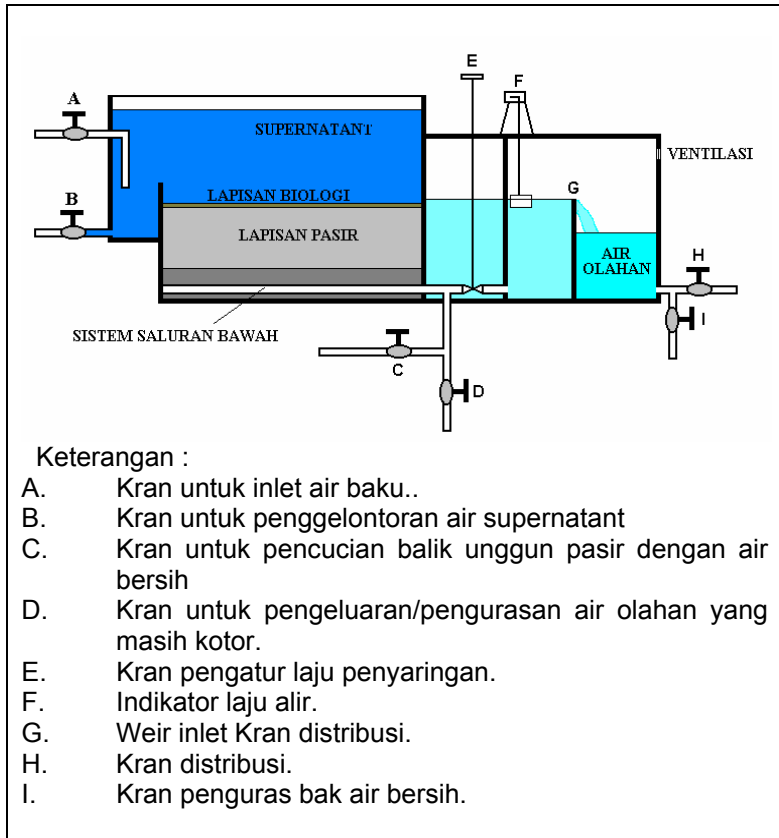 E
F
A
SUPERNATANT
VENTILASI
B
LAPISAN BIOLOGI
G
LAPISAN PASIR
AIR
OLAHAN
H
SISTEM SALURAN BAWAH
I
C
D
Keterangan :
A. Kran untuk inlet air baku..
B. Kran untuk penggelontoran air supernatant
C. Kran untuk pencucian balik unggun pasir dengan air
bersih
D. Kran untuk pengeluaran/pengurasan air olahan yang
masih kotor.
E. Kran pengatur laju penyaringan.
F. Indikator laju alir.
G. Weir inlet Kran distribusi.
H. Kran distribusi.
I. Kran penguras bak air bersih.